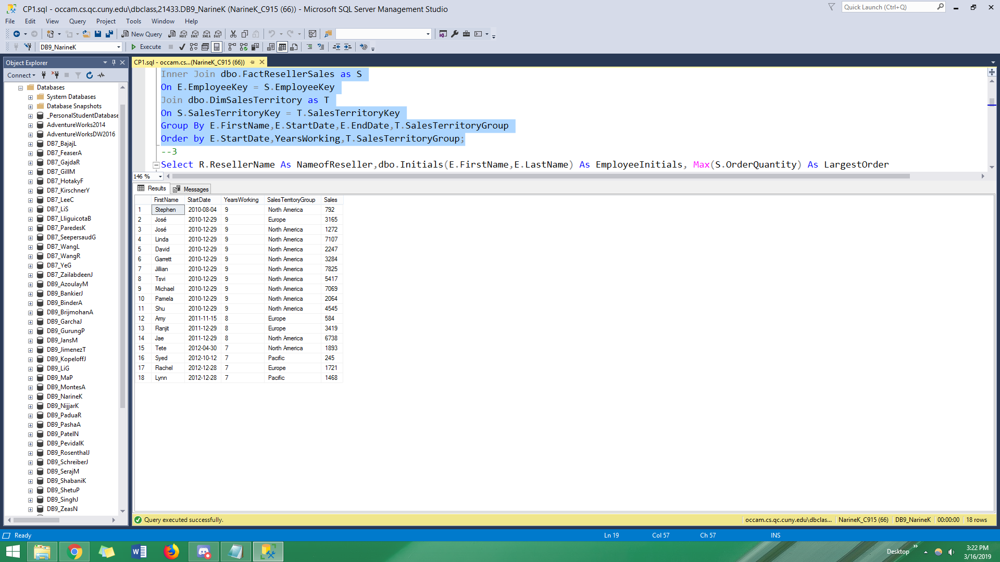 CP1.sql - occam.cs.qc.cuny.edu\dbclass,21433.DB9_NarineK (NarineK_C915 (66)) - Microsoft SQL Server Management Studio
Quick Launch (Ctrl+Q)
File Edit View Query Project Tools Window Help
New Query
MDX DMX XMLA DAX
DB9_NarineK
Execute
Object Explorer
Connect
Databases
System Databases
Database Snapshots
_PersonalStudentDatabase
AdventureWorks2014
AdventureWorksDW2016
DB7_BajajL
DB7_FeaserA
DB7_GajdaR
DB7_GillM
DB7_HotakyF
DB7_KirschnerY
DB7_LeeC
DB7_LiS
DB7_LliguicotaB
DB7_ParedesK
DB7_SeepersaudG
DB7_WangL
DB7_WangR
DB7_YeG
DB7_ZailabdeenJ
DB9_AzoulayM
DB9_BankierJ
DB9_BinderA
DB9_BrijmohanA
DB9_GarchaJ
DB9_GurungP
DB9_JansM
DB9_JimenezT
DB9_KopeloffJ
DB9_LiG
DB9_MaP
DB9_MontesA
DB9_NarineK
DB9_NijjarK
DB9_PaduaR
DB9_PashaA
DB9_PatelN
DB9_PevidalK
DB9_RosenthalJ
DB9_SchreiberJ
DB9_SerajM
DB9_ShabaniK
DB9_ShetuP
DB9_SinghJ
DB9_ZeasN
CP1.sql - occam.cs...(NarineK_C915 (66))
Inner Join dbo.FactResellerSales as S
On E.EmployeeKey = S.EmployeeKey
Join dbo.DimSalesTerritory as T
On S.SalesTerritoryKey = T.SalesTerritoryKey
Group By E.FirstName,E.StartDate,E.EndDate,T.SalesTerritoryGroup
Order by E.StartDate,YearsWorking,T.SalesTerritoryGroup;
--3
Select R.ResellerName As NameofReseller,dbo.Initials(E.FirstName,E.LastName) As EmployeeInitials, Max(S.OrderQuantity) As LargestOrder
146 %
Results Messages
FirstName StartDate YearsWorking SalesTerritoryGroup Sales
1 Stephen 2010-08-04 9 North America 792
2 José 2010-12-29 9 Europe 3165
3 José 2010-12-29 9 North America 1272
4 Linda 2010-12-29 9 North America 7107
5 David 2010-12-29 9 North America 2247
6 Garrett 2010-12-29 9 North America 3284
7 Jillian 2010-12-29 9 North America 7825
8 Tsvi 2010-12-29 9 North America 5417
9 Michael 2010-12-29 9 North America 7069
10 Pamela 2010-12-29 9 North America 2064
11 Shu 2010-12-29 9 North America 4545
12 Amy 2011-11-15 8 Europe 584
13 Ranjit 2011-12-29 8 Europe 3419
14 Jae 2011-12-29 8 North America 6738
15 Tete 2012-04-30 7 North America 1893
16 Syed 2012-10-12 7 Pacific 245
17 Rachel 2012-12-28 7 Europe 1721
18 Lynn 2012-12-28 7 Pacific 1468
Query executed successfully.
occam.cs.qc.cuny.edu\dbclas... NarineK_C915 (66) DB9_NarineK 00:00:00 18 rows
Ready Ln 19 Col 57 Ch 57 INS
Desktop
3:22 PM
3/16/2019